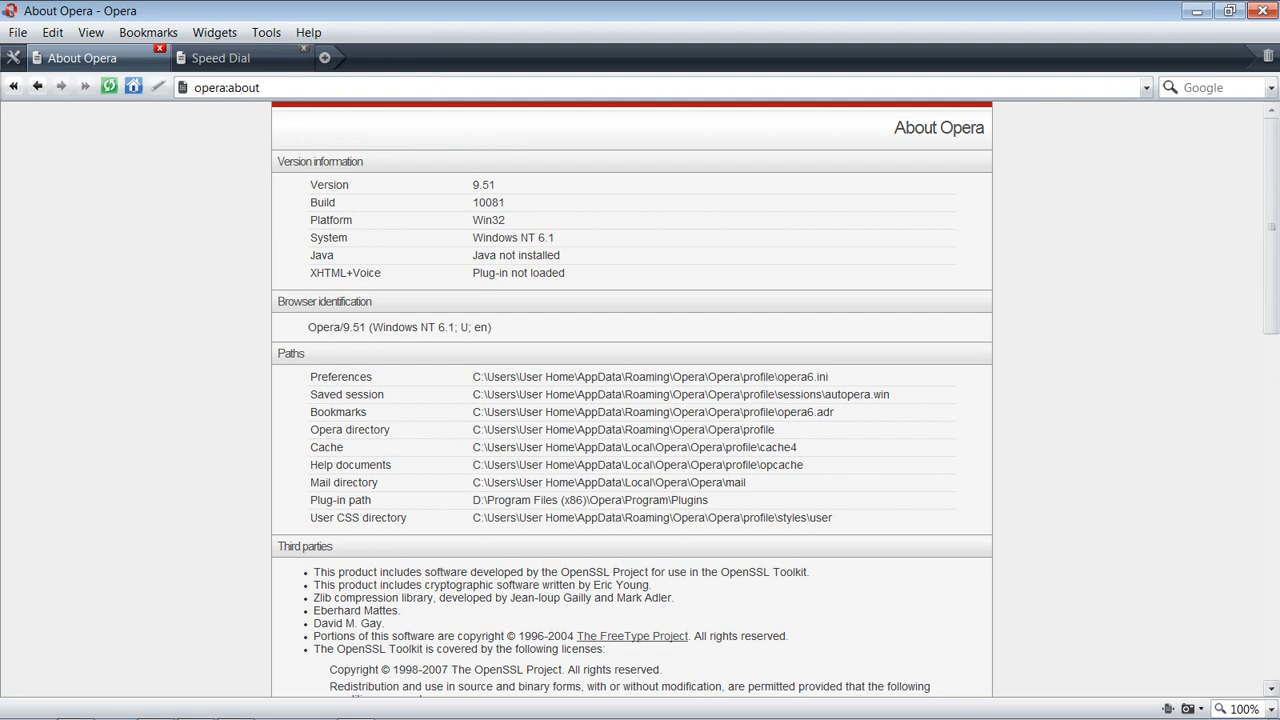 About Opera - Opera
File Edit View Bookmarks Widgets Tools Help
About Opera Speed Dial
opera:about Google
About Opera
Version information
Version 9.51
Build 10081
Platform Win32
System Windows NT 6.1
Java Java not installed
XHTML+Voice Plug-in not loaded
Browser identification
Opera/9.51 (Windows NT 6.1; U; en)
Paths
Preferences C:\Users\User Home\AppData\Roaming\Opera\Opera\profile\opera6.ini
Saved session C:\Users\User Home\AppData\Roaming\Opera\Opera\profile\sessions\autopera.win
Bookmarks C:\Users\User Home\AppData\Roaming\Opera\Opera\profile\opera6.adr
Opera directory C:\Users\User Home\AppData\Roaming\Opera\Opera\profile
Cache C:\Users\User Home\AppData\Local\Opera\Opera\profile\cache4
Help documents C:\Users\User Home\AppData\Local\Opera\Opera\profile\opcache
Mail directory C:\Users\User Home\AppData\Local\Opera\Opera\mail
Plug-in path D:\Program Files (x86)\Opera\Program\Plugins
User CSS directory C:\Users\User Home\AppData\Roaming\Opera\Opera\profile\styles\user
Third parties
• This product includes software developed by the OpenSSL Project for use in the OpenSSL Toolkit.
• This product includes cryptographic software written by Eric Young.
• Zlib compression library, developed by Jean-loup Gailly and Mark Adler.
• Eberhard Mattes.
• David M. Gay.
• Portions of this software are copyright © 1996-2004 The FreeType Project. All rights reserved.
• The OpenSSL Toolkit is covered by the following licenses:
Copyright © 1998-2007 The OpenSSL Project. All rights reserved.
Redistribution and use in source and binary forms, with or without modification, are permitted provided that the following
100%